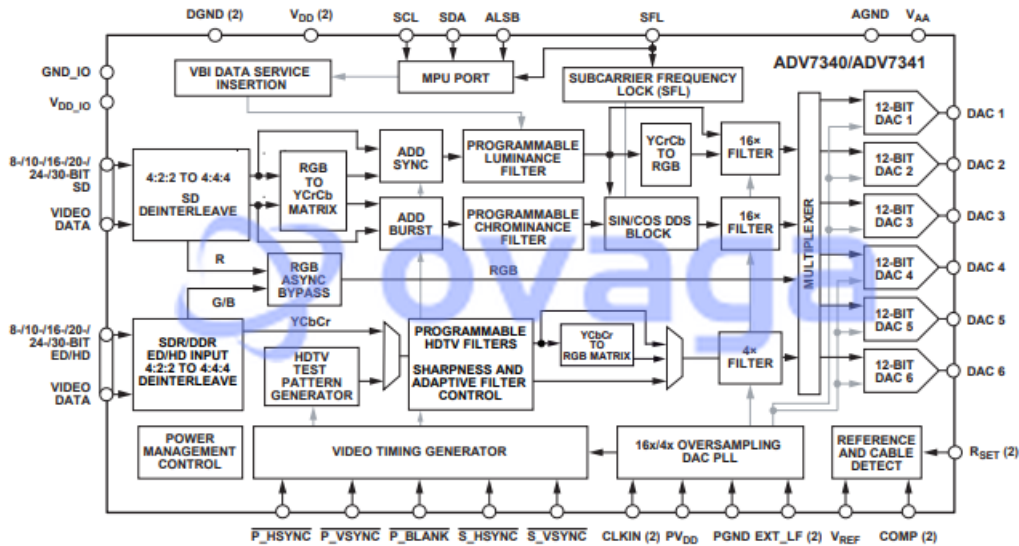 DGND (2) VDD (2) SCL SDA ALSB SFL AGND VAA
GND_IO
VDD_IO
VBI DATA SERVICE
INSERTION
MPU PORT
SUBCARRIER FREQUENCY
LOCK (SFL)
ADV7340/ADV7341
8-/10-/16-/20-/
24-/30-BIT
SD
VIDEO
DATA
4:2:2 TO 4:4:4
SD
DEINTERLEAVE
RGB
TO
YCrCb
MATRIX
ADD
SYNC
PROGRAMMABLE
LUMINANCE
FILTER
YCrCb
TO
RGB
16×
FILTER
ADD
BURST
PROGRAMMABLE
CHROMINANCE
FILTER
SIN/COS DDS
BLOCK
16×
FILTER
R
G/B
RGB
ASYNC
BYPASS
RGB
MULTIPLEXER
12-BIT
DAC 1
DAC 1
12-BIT
DAC 2
DAC 2
12-BIT
DAC 3
DAC 3
12-BIT
DAC 4
DAC 4
12-BIT
DAC 5
DAC 5
12-BIT
DAC 6
DAC 6
ovaga
8-/10-/16-/20-/
24-/30-BIT
ED/HD
VIDEO
DATA
SDR/DDR
ED/HD INPUT
4:2:2 TO 4:4:4
DEINTERLEAVE
YCbCr
HDTV
TEST
PATTERN
GENERATOR
PROGRAMMABLE
HDTV FILTERS
SHARPNESS AND
ADAPTIVE FILTER
CONTROL
YCbCr
TO
RGB MATRIX
4×
FILTER
POWER
MANAGEMENT
CONTROL
VIDEO TIMING GENERATOR
16x/4x OVERSAMPLING
DAC PLL
REFERENCE
AND CABLE
DETECT
RSET (2)
P_HSYNC P_VSYNC P_BLANK S_HSYNC S_VSYNC CLKIN (2) PVDD PGND EXT_LF (2) VREF COMP (2)